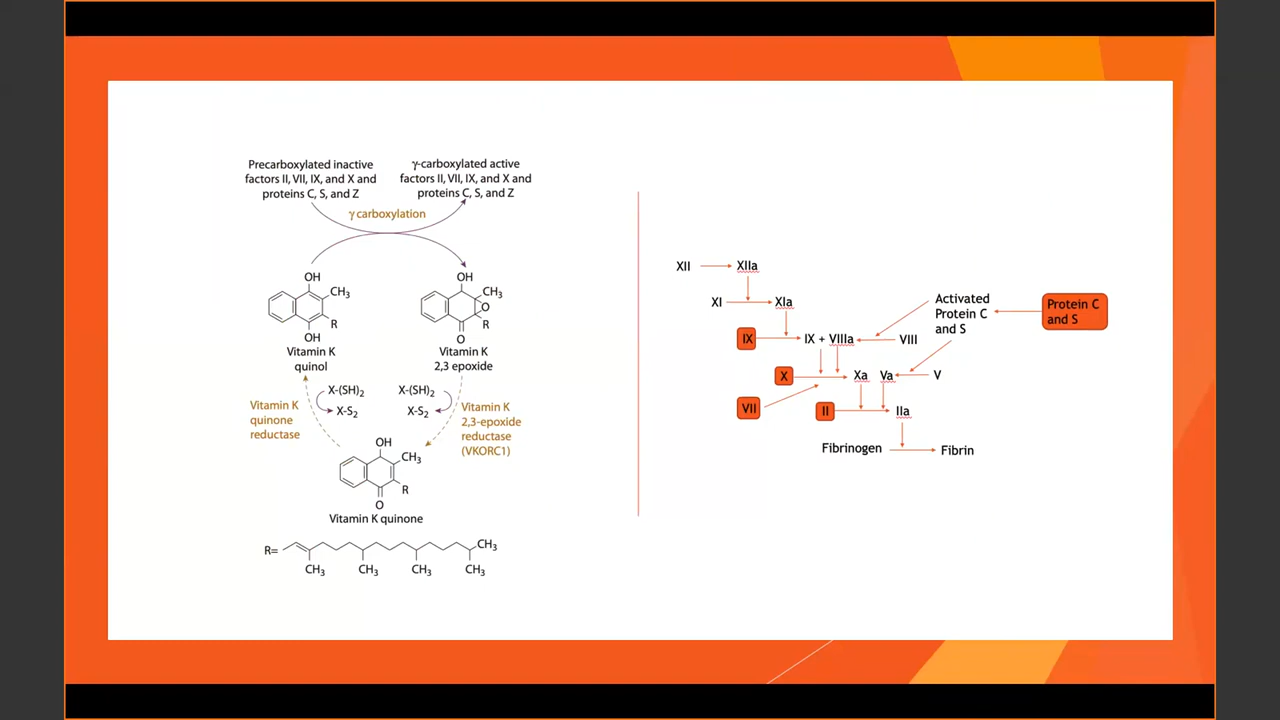 Precarboxylated inactive
factors II, VII, IX, and X and
proteins C, S, and Z
γ-carboxylated active
factors II, VII, IX, and X and
proteins C, S, and Z
γ carboxylation
OH
CH3
R
OH
Vitamin K
quinol
OH
CH3
O
R
O
Vitamin K
2,3 epoxide
X-(SH)2
X-S2
X-(SH)2
X-S2
Vitamin K
quinone
reductase
Vitamin K
2,3-epoxide
reductase
(VKORC1)
OH
CH3
R
O
Vitamin K quinone
R=
CH3
CH3
CH3
CH3
CH3
XII
XIIa
XI
XIa
IX
IX + VIIIa
VIII
Activated
Protein C
and S
Protein C
and S
X
Xa
Va
V
VII
II
IIa
Fibrinogen
Fibrin